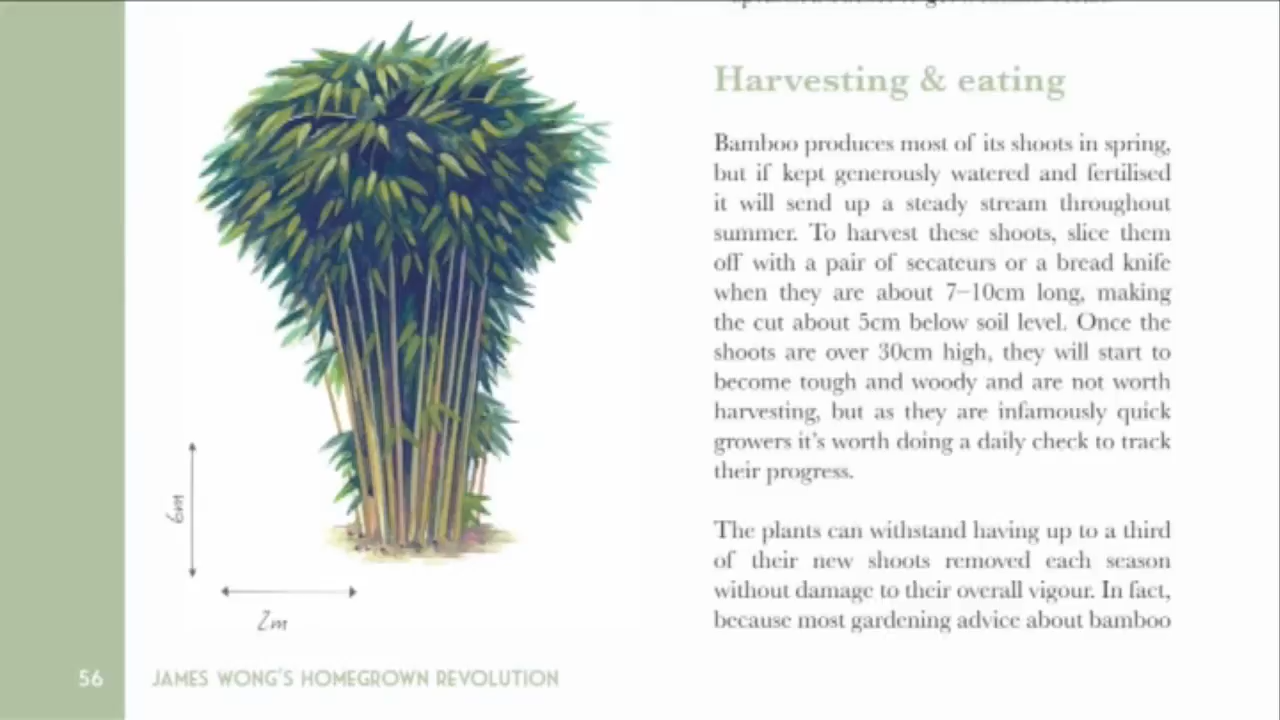 Harvesting & eating
Bamboo produces most of its shoots in spring,
but if kept generously watered and fertilised
it will send up a steady stream throughout
summer. To harvest these shoots, slice them
off with a pair of secateurs or a bread knife
when they are about 7–10cm long, making
the cut about 5cm below soil level. Once the
shoots are over 30cm high, they will start to
become tough and woody and are not worth
harvesting, but as they are infamously quick
growers it's worth doing a daily check to track
their progress.
The plants can withstand having up to a third
of their new shoots removed each season
without damage to their overall vigour. In fact,
because most gardening advice about bamboo
6m
2m
56 JAMES WONG'S HOMEGROWN REVOLUTION